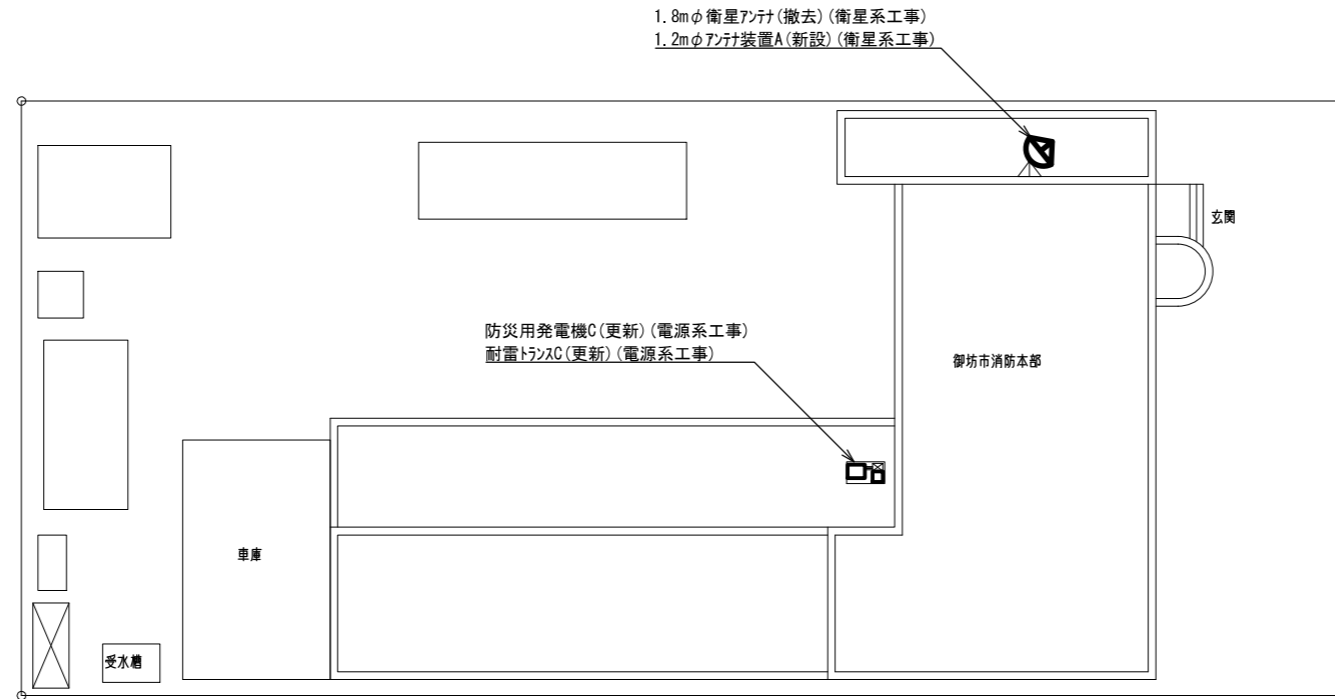 1.8mφ衛星ｱﾝﾃﾅ(撤去)(衛星系工事)
1.2mφｱﾝﾃﾅ装置A(新設)(衛星系工事)
玄関
防災用発電機C(更新)(電源系工事)
耐雷ﾄﾗﾝｽC(更新)(電源系工事)
御坊市消防本部
車庫
受水槽